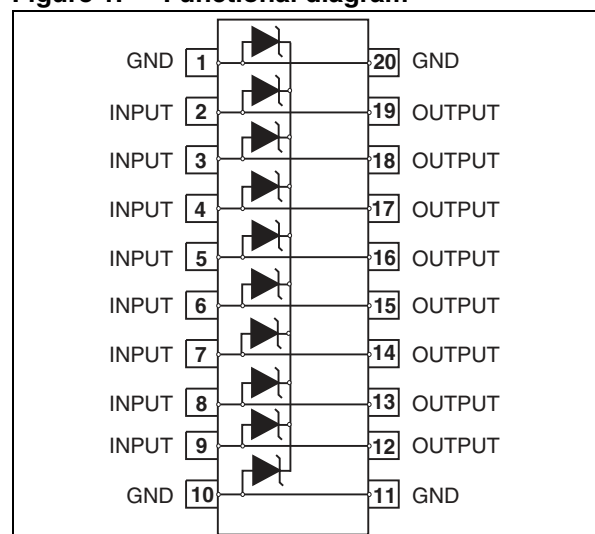 Figure 1. Functional diagram
GND 1 20 GND
INPUT 2 19 OUTPUT
INPUT 3 18 OUTPUT
INPUT 4 17 OUTPUT
INPUT 5 16 OUTPUT
INPUT 6 15 OUTPUT
INPUT 7 14 OUTPUT
INPUT 8 13 OUTPUT
INPUT 9 12 OUTPUT
GND 10 11 GND